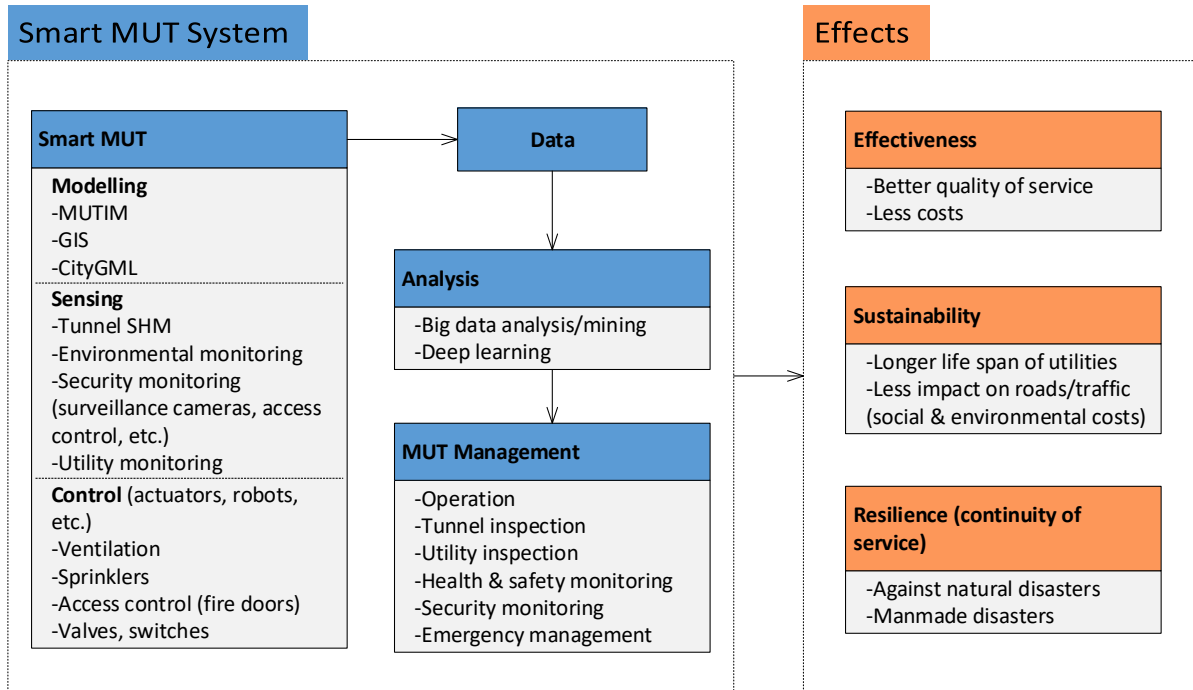 Smart MUT System
Smart MUT
Modelling
-MUTIM
-GIS
-CityGML
Sensing
-Tunnel SHM
-Environmental monitoring
-Security monitoring
(surveillance cameras, access
control, etc.)
-Utility monitoring
Control (actuators, robots,
etc.)
-Ventilation
-Sprinklers
-Access control (fire doors)
-Valves, switches
Data
Analysis
-Big data analysis/mining
-Deep learning
MUT Management
-Operation
-Tunnel inspection
-Utility inspection
-Health & safety monitoring
-Security monitoring
-Emergency management
Effects
Effectiveness
-Better quality of service
-Less costs
Sustainability
-Longer life span of utilities
-Less impact on roads/traffic
(social & environmental costs)
Resilience (continuity of
service)
-Against natural disasters
-Manmade disasters